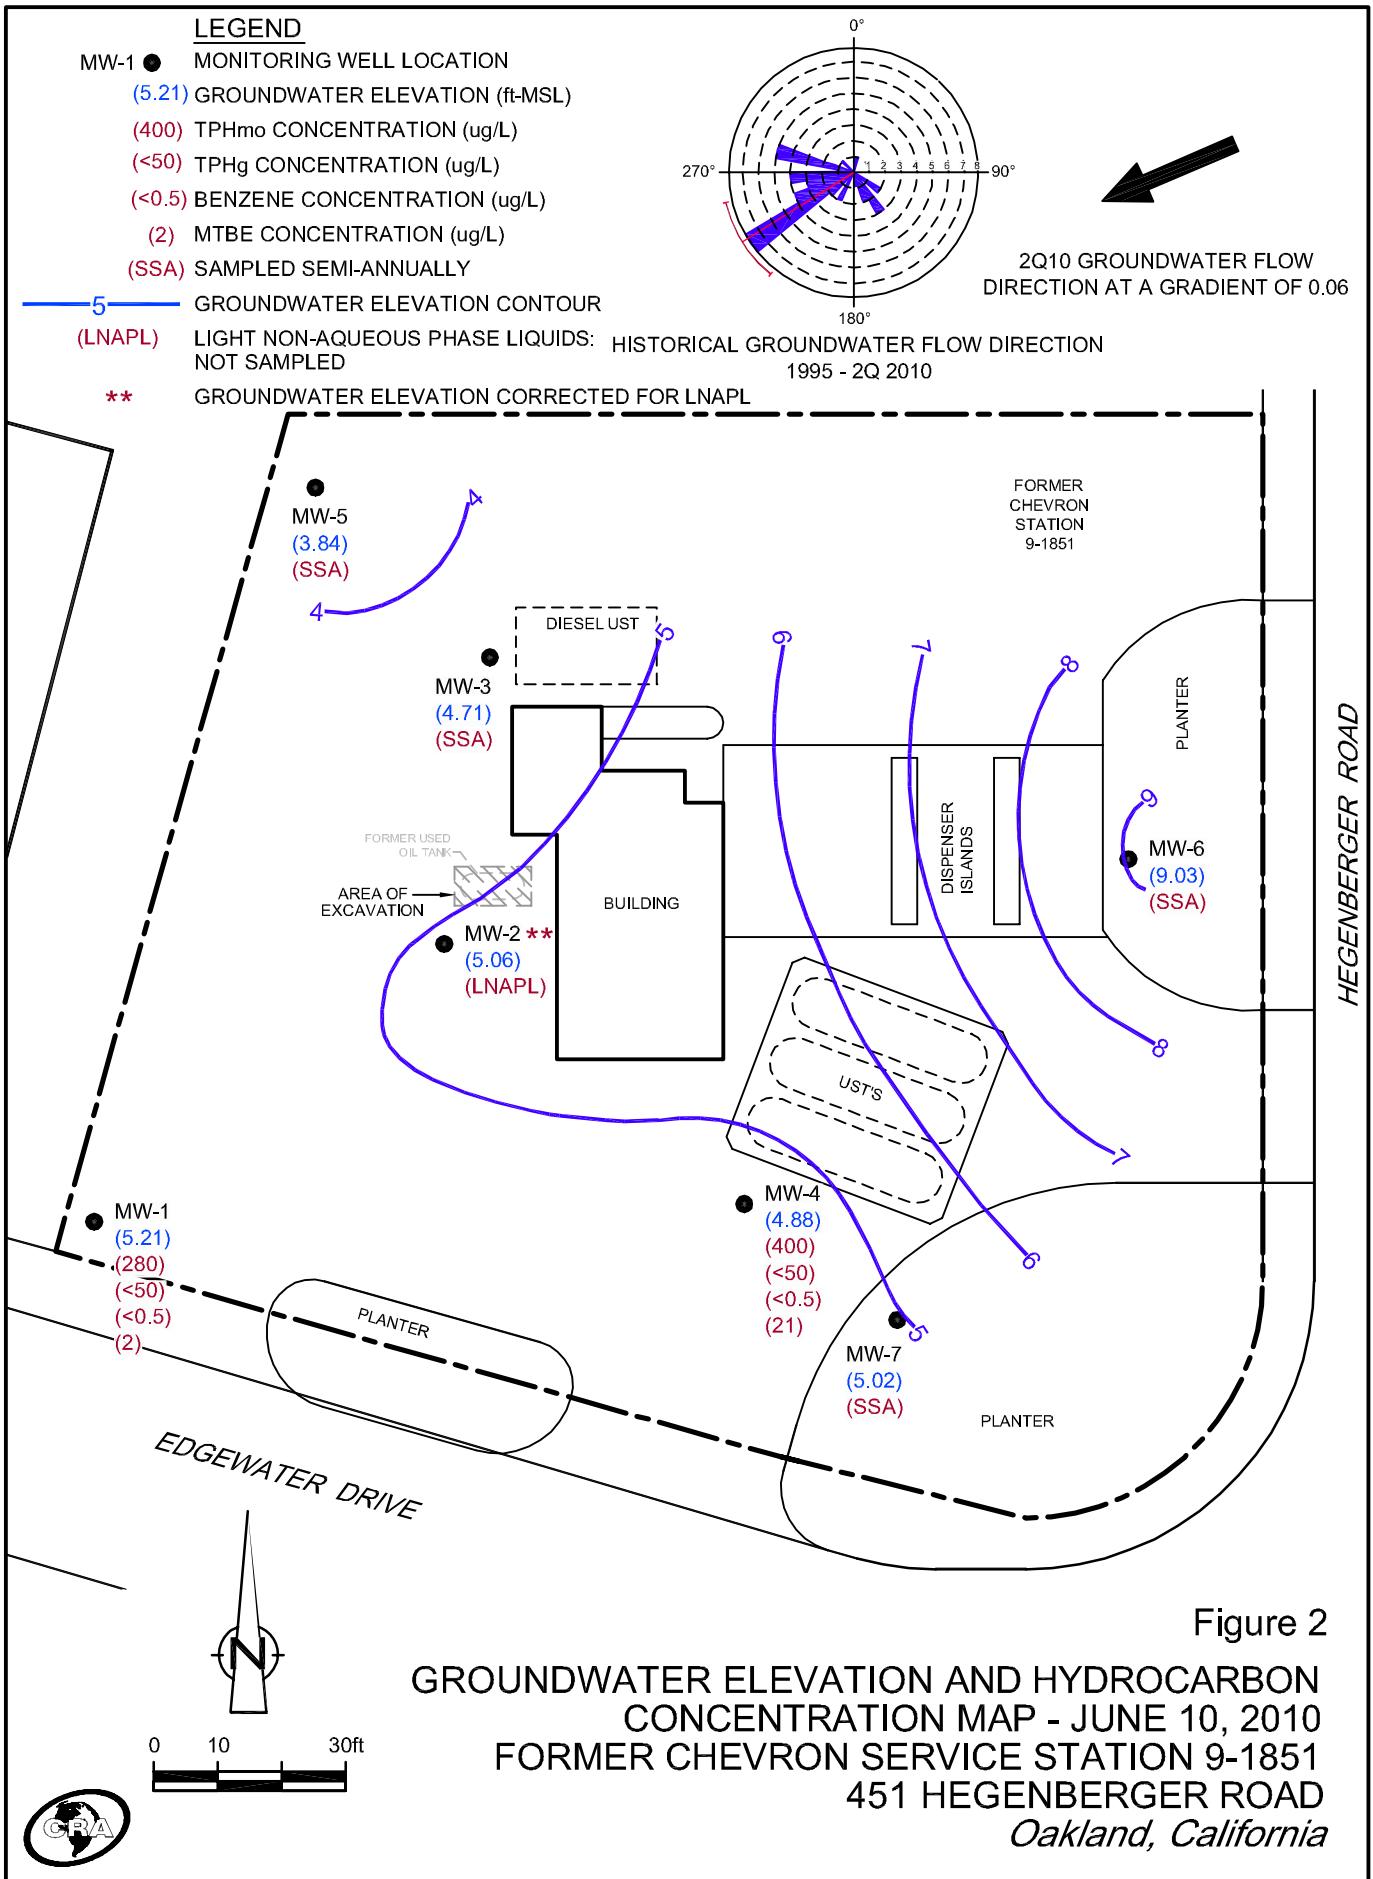 LEGEND
MW-1 MONITORING WELL LOCATION
(5.21) GROUNDWATER ELEVATION (ft-MSL)
(400) TPHmo CONCENTRATION (ug/L)
(<50) TPHg CONCENTRATION (ug/L)
(<0.5) BENZENE CONCENTRATION (ug/L)
(2) MTBE CONCENTRATION (ug/L)
(SSA) SAMPLED SEMI-ANNUALLY
5 GROUNDWATER ELEVATION CONTOUR
(LNAPL) LIGHT NON-AQUEOUS PHASE LIQUIDS:
NOT SAMPLED
** GROUNDWATER ELEVATION CORRECTED FOR LNAPL
0°
270°
1 2 3 4 5 6 7 8
90°
180°
HISTORICAL GROUNDWATER FLOW DIRECTION
1995 - 2Q 2010
2Q10 GROUNDWATER FLOW
DIRECTION AT A GRADIENT OF 0.06
FORMER
CHEVRON
STATION
9-1851
MW-5
(3.84)
(SSA)
4
4
DIESEL UST
5
6
7
8
MW-3
(4.71)
(SSA)
PLANTER
HEGENBERGER ROAD
9
MW-6
(9.03)
(SSA)
DISPENSER
ISLANDS
FORMER USED
OIL TANK
AREA OF
EXCAVATION
BUILDING
MW-2 **
(5.06)
(LNAPL)
8
UST'S
7
MW-4
(4.88)
(400)
(<50)
(<0.5)
(21)
6
MW-1
(5.21)
(280)
(<50)
(<0.5)
(2)
PLANTER
5
MW-7
(5.02)
(SSA)
PLANTER
EDGEWATER DRIVE
N
0 10 30ft
CRA
Figure 2
GROUNDWATER ELEVATION AND HYDROCARBON
CONCENTRATION MAP - JUNE 10, 2010
FORMER CHEVRON SERVICE STATION 9-1851
451 HEGENBERGER ROAD
Oakland, California